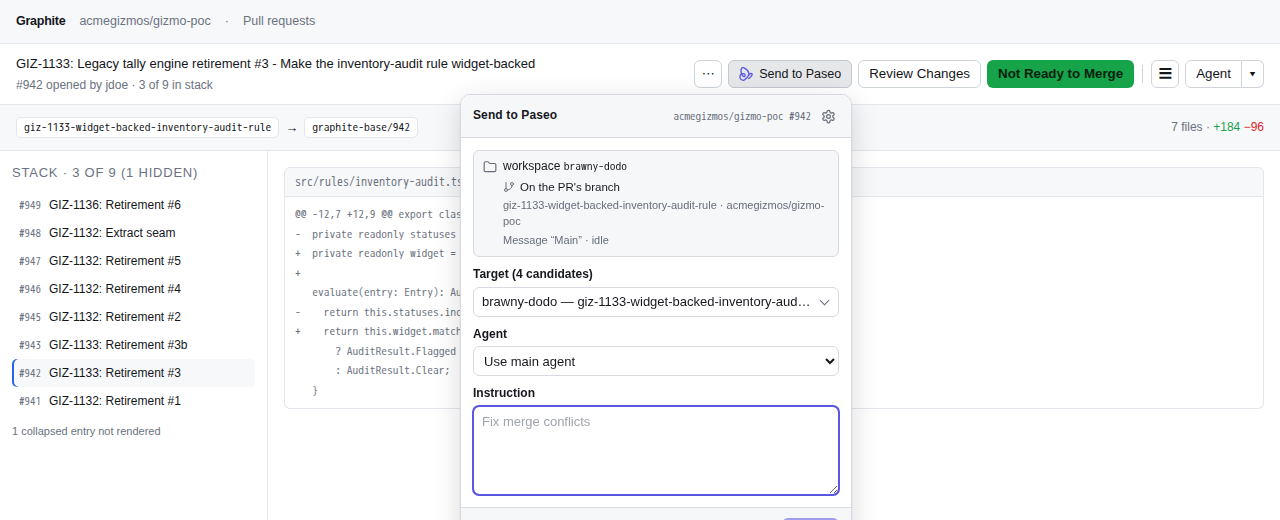 Graphite acmegizmos/gizmo-poc · Pull requests
GIZ-1133: Legacy tally engine retirement #3 - Make the inventory-audit rule widget-backed
#942 opened by jdoe · 3 of 9 in stack
⋯ Send to Paseo Review Changes Not Ready to Merge Agent ▾
giz-1133-widget-backed-inventory-audit-rule → graphite-base/942
7 files · +184 −96
STACK · 3 OF 9 (1 HIDDEN)
#949 GIZ-1136: Retirement #6
#948 GIZ-1132: Extract seam
#947 GIZ-1132: Retirement #5
#946 GIZ-1132: Retirement #4
#945 GIZ-1132: Retirement #2
#943 GIZ-1133: Retirement #3b
#942 GIZ-1133: Retirement #3
#941 GIZ-1132: Retirement #1
1 collapsed entry not rendered
src/rules/inventory-audit.ts
@@ -12,7 +12,9 @@ export clas
- private readonly statuses
+ private readonly widget =
+
evaluate(entry: Entry): Au
- return this.statuses.inc
+ return this.widget.match
? AuditResult.Flagged
: AuditResult.Clear;
}
Send to Paseo acmegizmos/gizmo-poc #942
workspace brawny-dodo
On the PR's branch
giz-1133-widget-backed-inventory-audit-rule · acmegizmos/gizmo-
poc
Message “Main” · idle
Target (4 candidates)
brawny-dodo — giz-1133-widget-backed-inventory-aud…
Agent
Use main agent
Instruction
Fix merge conflicts